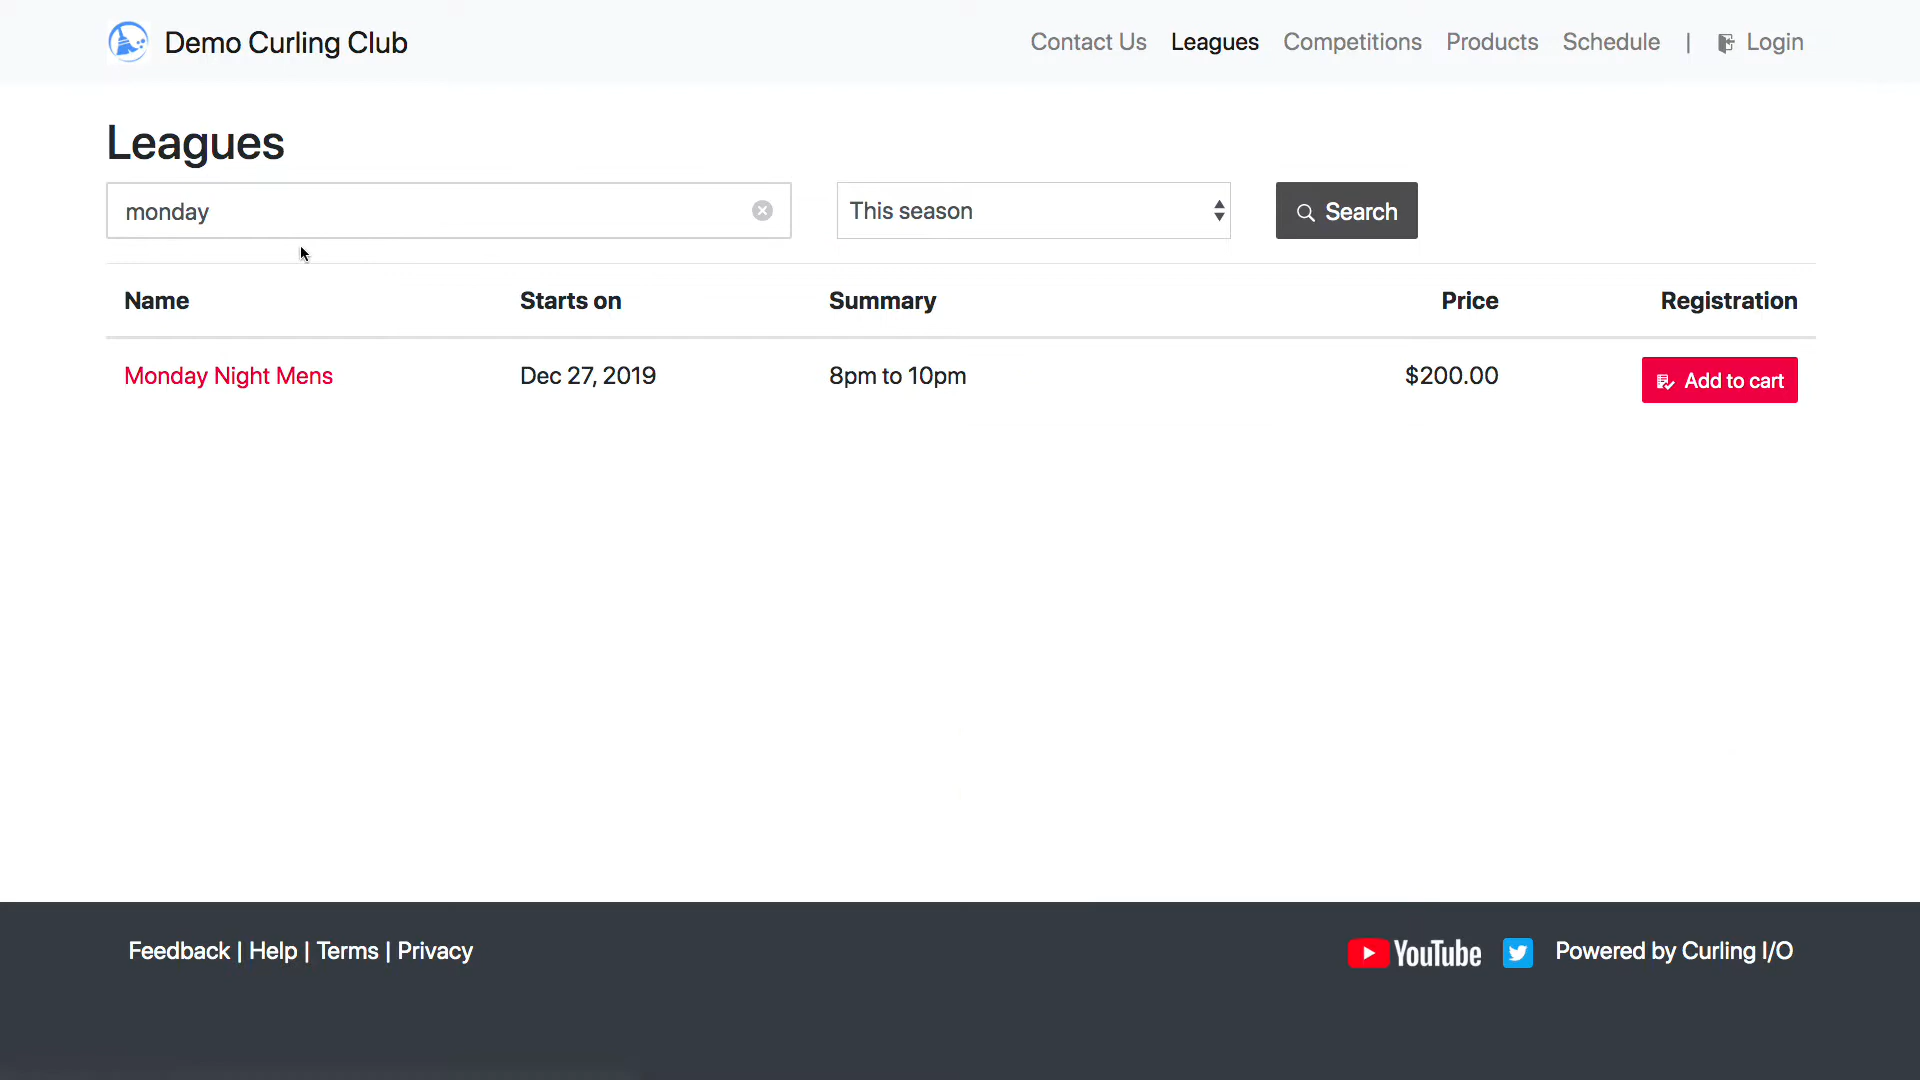 Demo Curling Club
Contact Us Leagues Competitions Products Schedule | Login
Leagues
monday
This season
Search
Name Starts on Summary Price Registration
Monday Night Mens Dec 27, 2019 8pm to 10pm $200.00 Add to cart
Feedback | Help | Terms | Privacy
YouTube Powered by Curling I/O